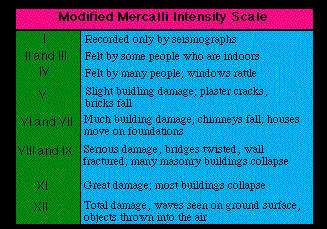 Modified Mercalli Intensity Scale
I Recorded only by seismographs
II and III Felt by some people who are indoors
IV Felt by many people; windows rattle
V Slight buidling damage; plaster cracks,
bricks fall
VI and VII Much building damage; chimneys fall; houses
move on foundations
VIII and IX Serious damage, bridges twisted, wall
fractured; many masonry buildings collapse
XI Great damage; most buildings collapse
XII Total damage, waves seen on ground surface,
objects thrown into the air